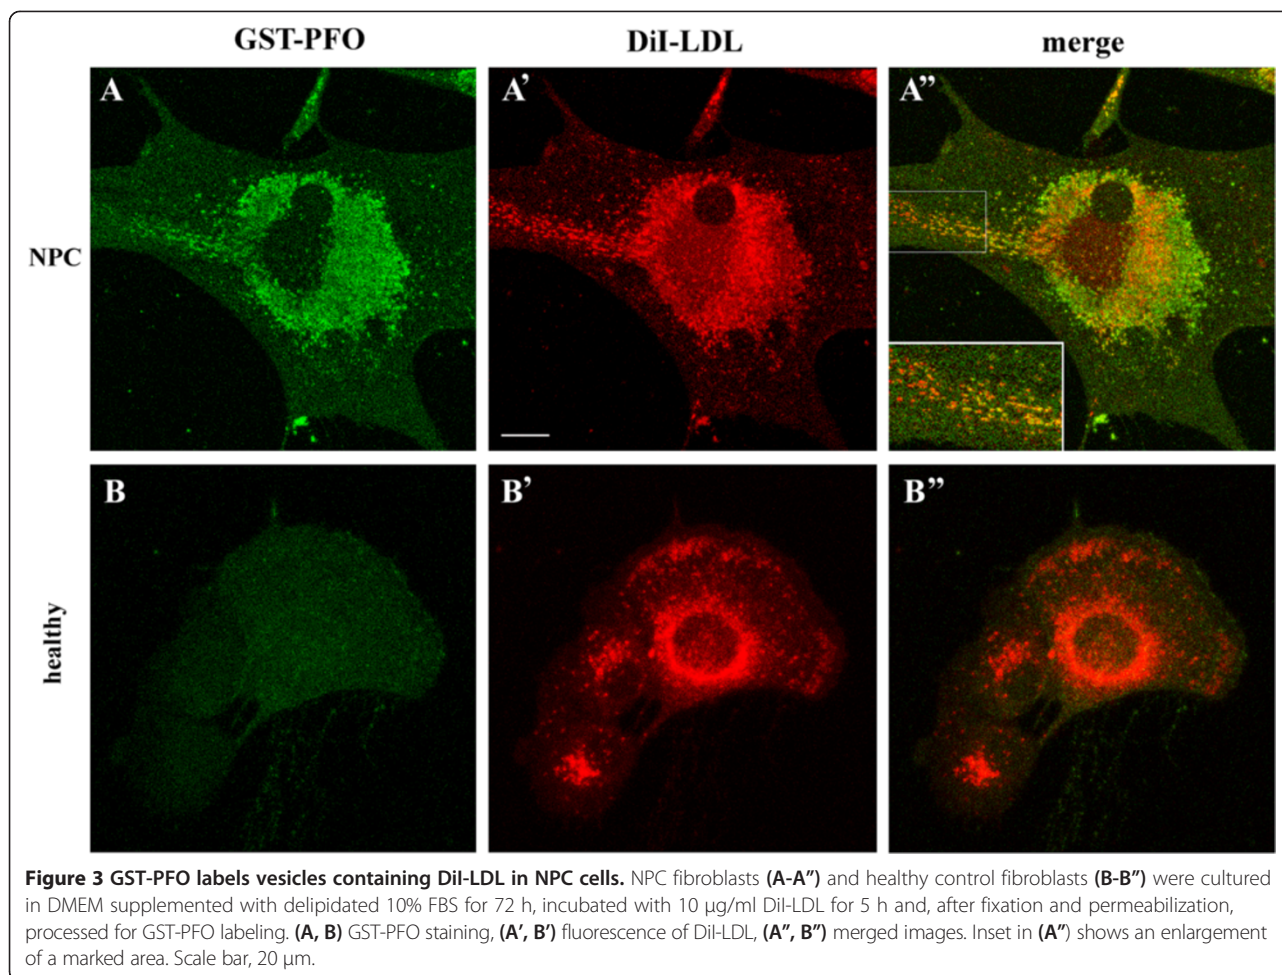 GST-PFO DiI-LDL merge
A A’ A”
NPC
B B’ B”
healthy
Figure 3 GST-PFO labels vesicles containing DiI-LDL in NPC cells. NPC fibroblasts (A-A”) and healthy control fibroblasts (B-B”) were cultured
in DMEM supplemented with delipidated 10% FBS for 72 h, incubated with 10 μg/ml DiI-LDL for 5 h and, after fixation and permeabilization,
processed for GST-PFO labeling. (A, B) GST-PFO staining, (A’, B’) fluorescence of DiI-LDL, (A”, B”) merged images. Inset in (A”) shows an enlargement
of a marked area. Scale bar, 20 μm.